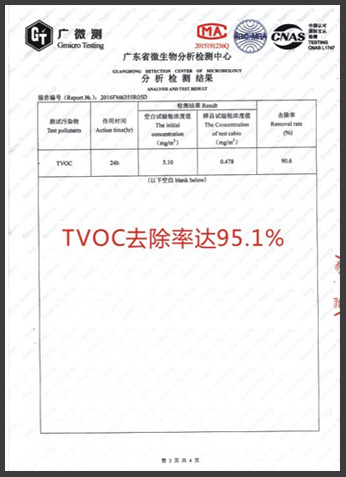 广微测
Gmicro Testing
MA
2015191236Q
ilac-MRA
CNAS
中国认可
国际互认
检测
TESTING
CNAS L1747
广东省微生物分析检测中心
GUANGDONG DETECTION CENTER OF MICROBIOLOGY
分析检测结果
ANALYSIS AND TEST RESULT
报告编号(Report №.): 2016FM6355R05D
检测结果 Result
测试污染物
Test pollutants
作用时间
Action time(hr)
空白试验舱浓度值
The initial
concentration
(mg/m³)
样品试验舱浓度值
The Concentration
of test cabin
(mg/m³)
去除率
Removal rate
(%)
TVOC 24h 5.10 0.478 90.6
(以下空白 blank below)
TVOC去除率达95.1%
第 3 页 共 4 页